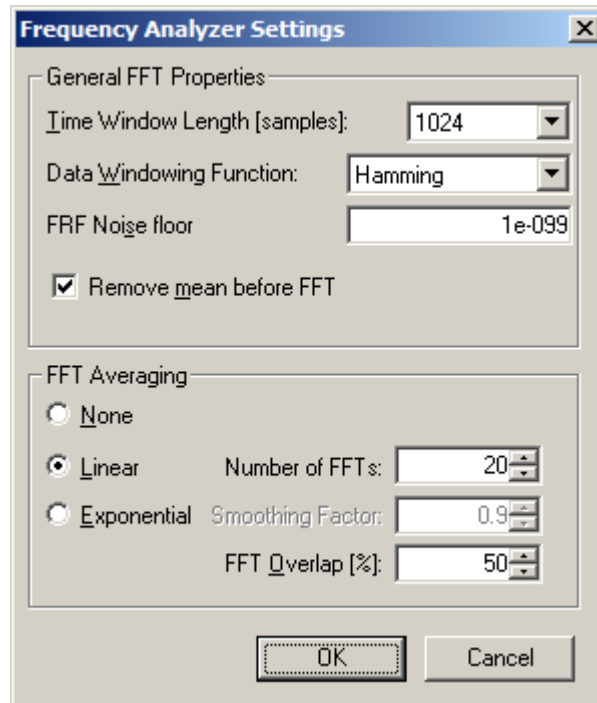 Frequency Analyzer Settings
General FFT Properties
Time Window Length [samples]: 1024
Data Windowing Function: Hamming
FRF Noise floor 1e-099
Remove mean before FFT
FFT Averaging
None
Linear Number of FFTs: 20
Exponential Smoothing Factor: 0.9
FFT Overlap [%]: 50
OK Cancel